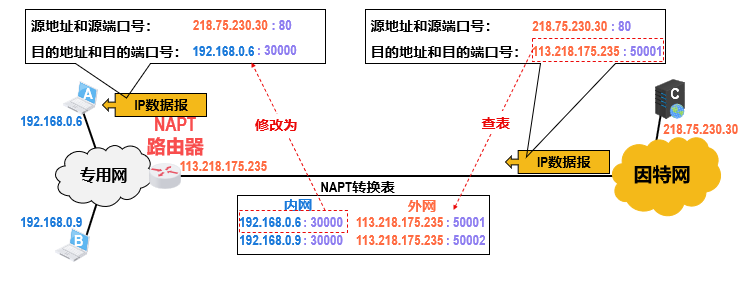 源地址和源端口号： 218.75.230.30 : 80
目的地址和目的端口号： 192.168.0.6 : 30000
源地址和源端口号： 218.75.230.30 : 80
目的地址和目的端口号： 113.218.175.235 : 50001
A
IP数据报
192.168.0.6
NAPT
路由器
修改为
查表
C
218.75.230.30
IP数据报
113.218.175.235
专用网
因特网
NAPT转换表
内网 外网
192.168.0.6 : 30000 113.218.175.235 : 50001
192.168.0.9 : 30000 113.218.175.235 : 50002
192.168.0.9
B